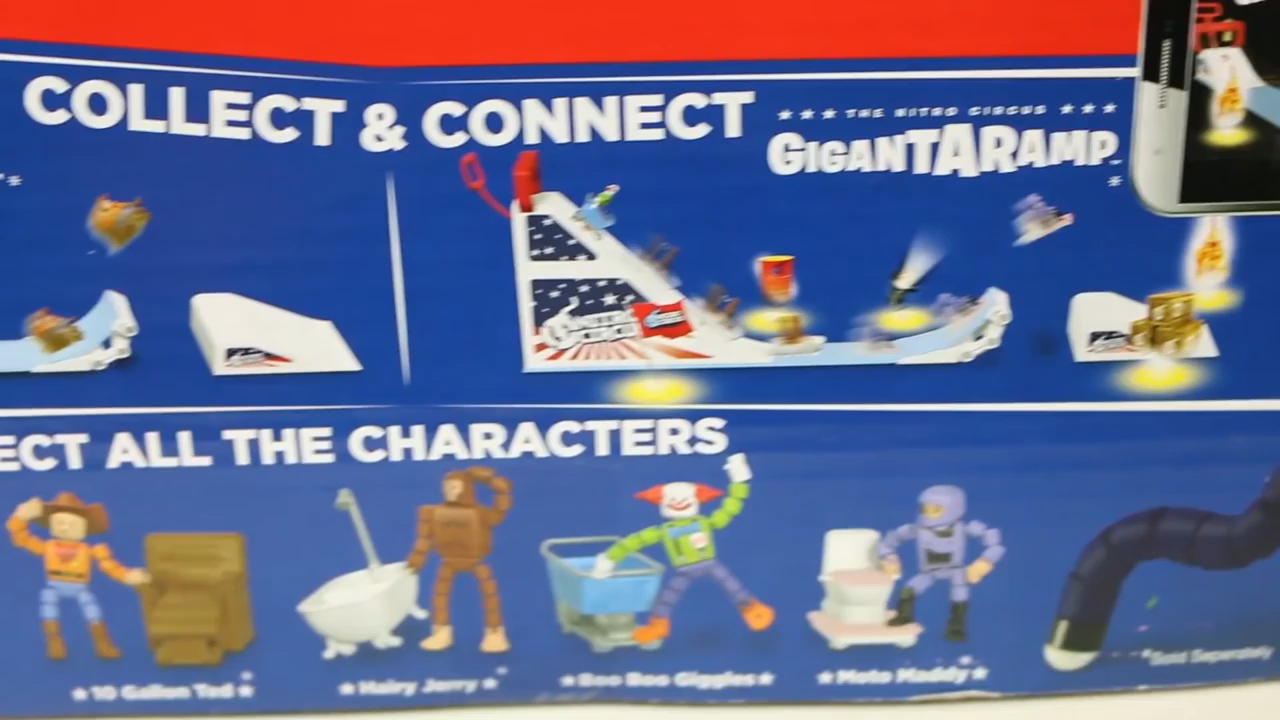 COLLECT & CONNECT
THE NITRO CIRCUS
GIGANTARAMP™
*
ECT ALL THE CHARACTERS
10 Gallon Ted*
Hairy Jerry*
Boo Boo Giggles
Moto Maddy*
*Sold Separately